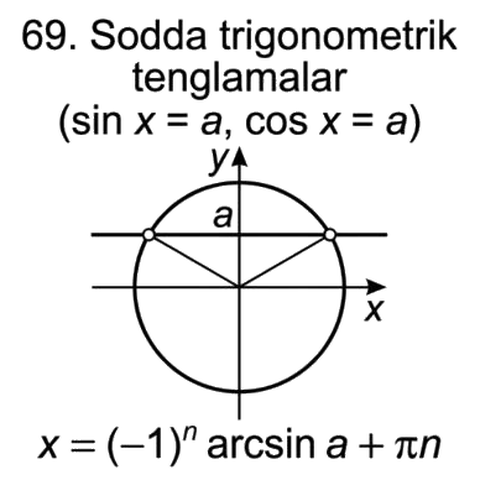 69. Sodda trigonometrik
tenglamalar
(sin x = a, cos x = a)
y
a
x
x = (−1)ⁿ arcsin a + πn